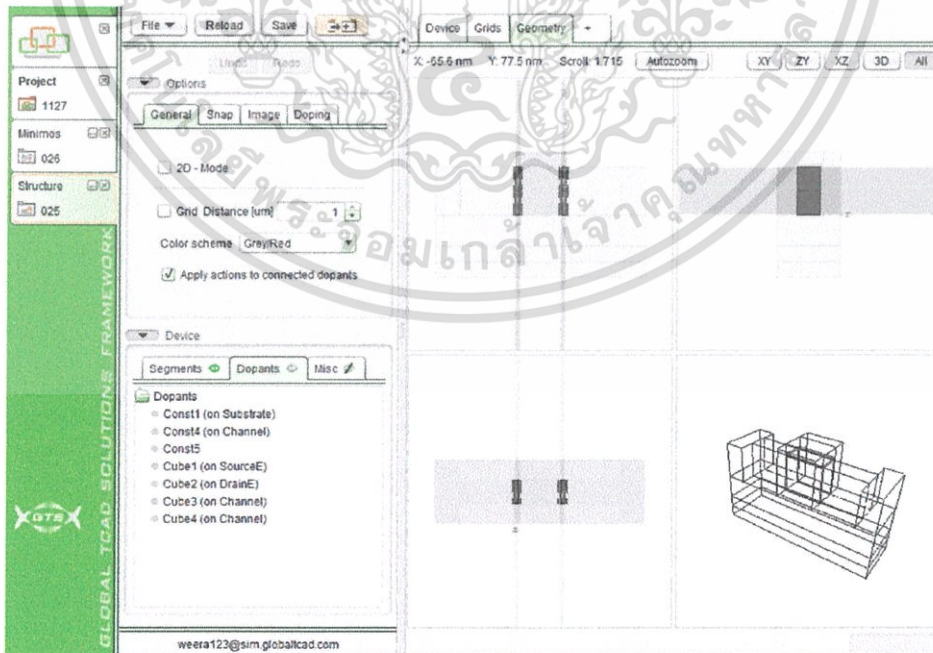 File
Reload
Save
Undo Redo
Options
General Snap Image Doping
2D - Mode
Grid Distance [um] 1
Color scheme Grey/Red
Apply actions to connected dopants
Device
Segments Dopants Misc
Dopants
Const1 (on Substrate)
Const4 (on Channel)
Const5
Cube1 (on SourceE)
Cube2 (on DrainE)
Cube3 (on Channel)
Cube4 (on Channel)
weera123@sim.globaltcad.com
Project
1127
Minimos
026
Structure
025
GTS
GLOBAL TCAD SOLUTIONS FRAMEWORK
Device Grids Geometry +
X: -65.6 nm Y: 77.5 nm Scroll: 1.715 Autozoom XY ZY XZ 3D All